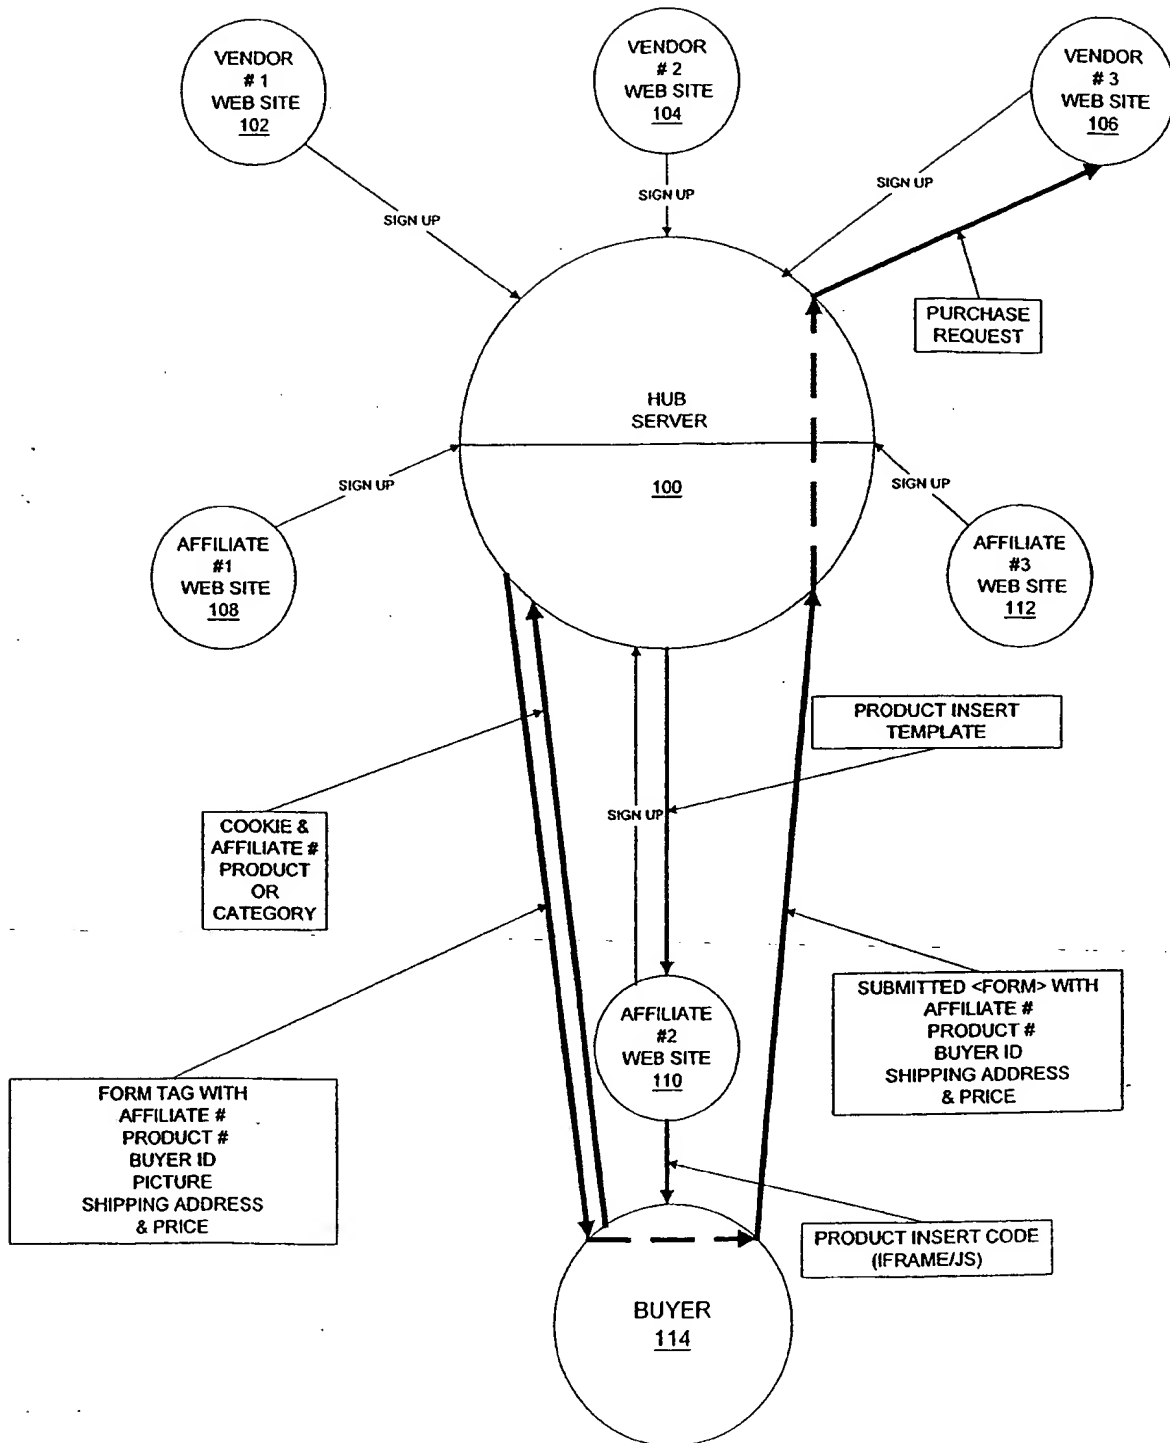 VENDOR
# 1
WEB SITE
102
VENDOR
# 2
WEB SITE
104
VENDOR
# 3
WEB SITE
106
SIGN UP
SIGN UP
SIGN UP
PURCHASE
REQUEST
HUB
SERVER
100
SIGN UP
SIGN UP
AFFILIATE
#1
WEB SITE
108
AFFILIATE
#3
WEB SITE
112
PRODUCT INSERT
TEMPLATE
SIGN UP
COOKIE &
AFFILIATE #
PRODUCT
OR
CATEGORY
AFFILIATE
#2
WEB SITE
110
SUBMITTED <FORM> WITH
AFFILIATE #
PRODUCT #
BUYER ID
SHIPPING ADDRESS
& PRICE
FORM TAG WITH
AFFILIATE #
PRODUCT #
BUYER ID
PICTURE
SHIPPING ADDRESS
& PRICE
PRODUCT INSERT CODE
(IFRAME/JS)
BUYER
114